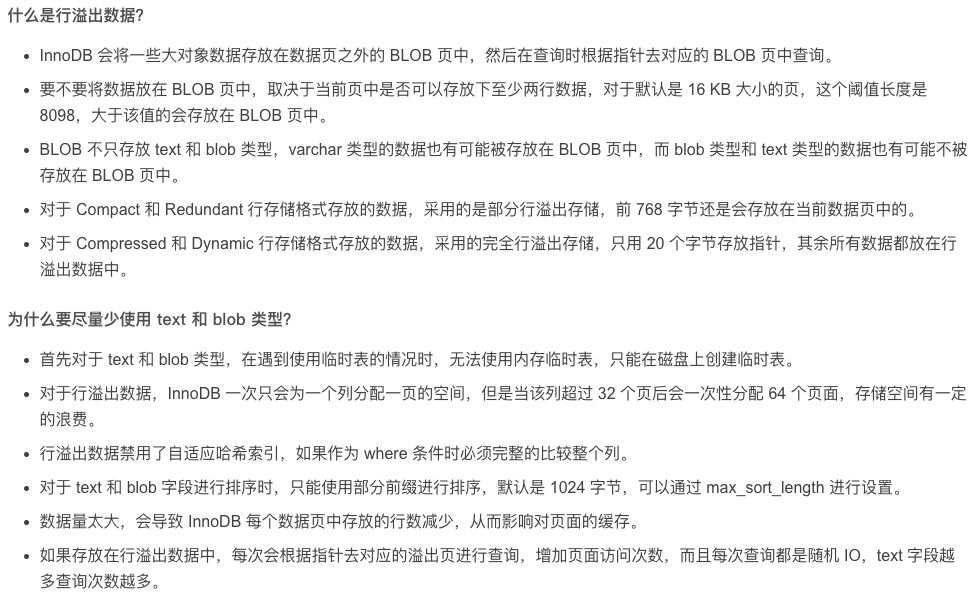 什么是行溢出数据?
InnoDB 会将一些大对象数据存放在数据页之外的 BLOB 页中，然后在查询时根据指针去对应的 BLOB 页中查询。
要不要将数据放在 BLOB 页中，取决于当前页中是否可以存放下至少两行数据，对于默认是 16 KB 大小的页，这个阈值长度是
8098，大于该值的会存放在 BLOB 页中。
BLOB 不只存放 text 和 blob 类型，varchar 类型的数据也有可能被存放在 BLOB 页中，而 blob 类型和 text 类型的数据也有可能不被
存放在 BLOB 页中。
对于 Compact 和 Redundant 行存储格式存放的数据，采用的是部分行溢出存储，前 768 字节还是会存放在当前数据页中的。
对于 Compressed 和 Dynamic 行存储格式存放的数据，采用的完全行溢出存储，只用 20 个字节存放指针，其余所有数据都放在行
溢出数据中。
为什么要尽量少使用 text 和 blob 类型?
首先对于 text 和 blob 类型，在遇到使用临时表的情况时，无法使用内存临时表，只能在磁盘上创建临时表。
对于行溢出数据，InnoDB 一次只会为一个列分配一页的空间，但是当该列超过 32 个页后会一次性分配 64 个页面，存储空间有一定
的浪费。
行溢出数据禁用了自适应哈希索引，如果作为 where 条件时必须完整的比较整个列。
对于 text 和 blob 字段进行排序时，只能使用部分前缀进行排序，默认是 1024 字节，可以通过 max_sort_length 进行设置。
数据量太大，会导致 InnoDB 每个数据页中存放的行数减少，从而影响对页面的缓存。
如果存放在行溢出数据中，每次会根据指针去对应的溢出页进行查询，增加页面访问次数，而且每次查询都是随机 IO，text 字段越
多查询次数越多。